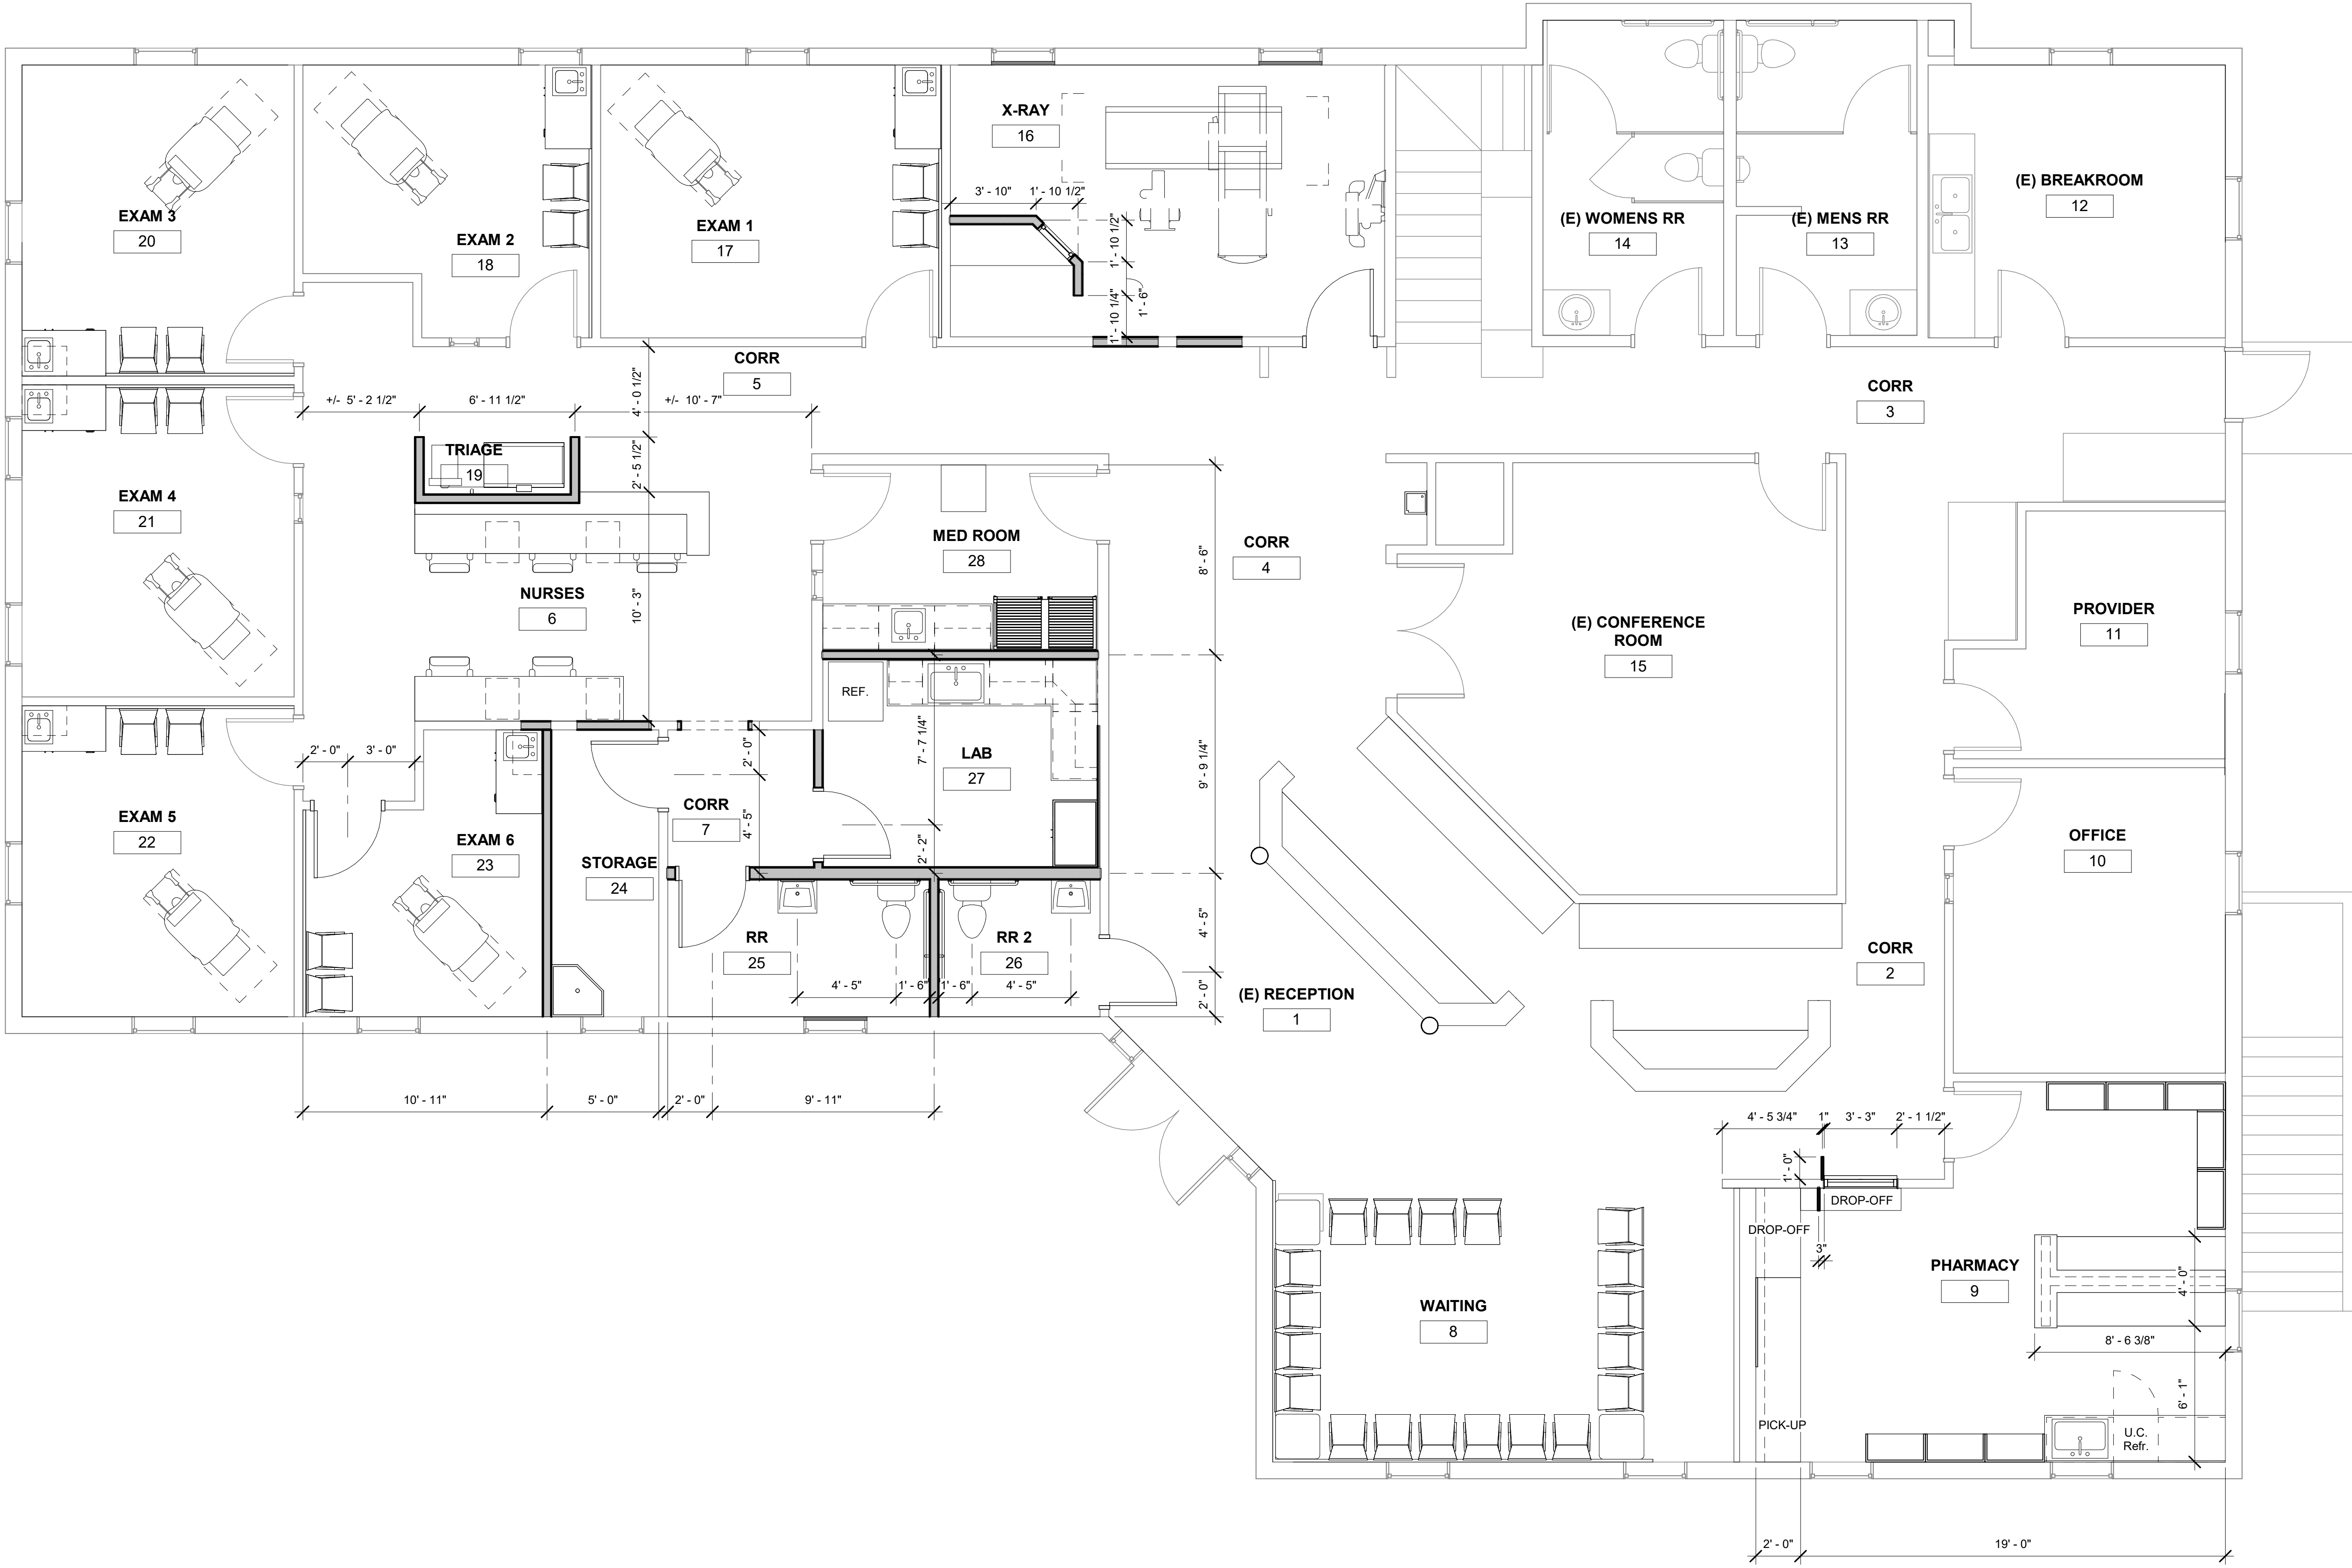 X-RAY
16
3' - 10"
1' - 10 1/2"
1' - 10 1/2"
1' - 6"
1' - 10 1/4"
(E) BREAKROOM
12
(E) WOMENS RR
14
(E) MENS RR
13
EXAM 3
20
EXAM 2
18
EXAM 1
17
CORR
5
CORR
3
+/- 5' - 2 1/2"
6' - 11 1/2"
4' - 0 1/2"
+/- 10' - 7"
TRIAGE
19
2' - 5 1/2"
EXAM 4
21
MED ROOM
28
8' - 6"
CORR
4
NURSES
6
10' - 3"
(E) CONFERENCE
ROOM
15
PROVIDER
11
REF.
2' - 0"
3' - 0"
2' - 0"
7' - 7 1/4"
LAB
27
9' - 9 1/4"
EXAM 5
22
EXAM 6
23
CORR
7
4' - 5"
2' - 2"
STORAGE
24
OFFICE
10
RR
25
RR 2
26
4' - 5"
CORR
2
4' - 5"
1' - 6"
1' - 6"
4' - 5"
2' - 0"
(E) RECEPTION
1
10' - 11"
5' - 0"
2' - 0"
9' - 11"
4' - 5 3/4"
1"
3' - 3"
2' - 1 1/2"
1' - 0"
DROP-OFF
DROP-OFF
3"
PHARMACY
9
4' - 0"
WAITING
8
8' - 6 3/8"
6' - 1"
PICK-UP
U.C.
Refr.
2' - 0"
19' - 0"